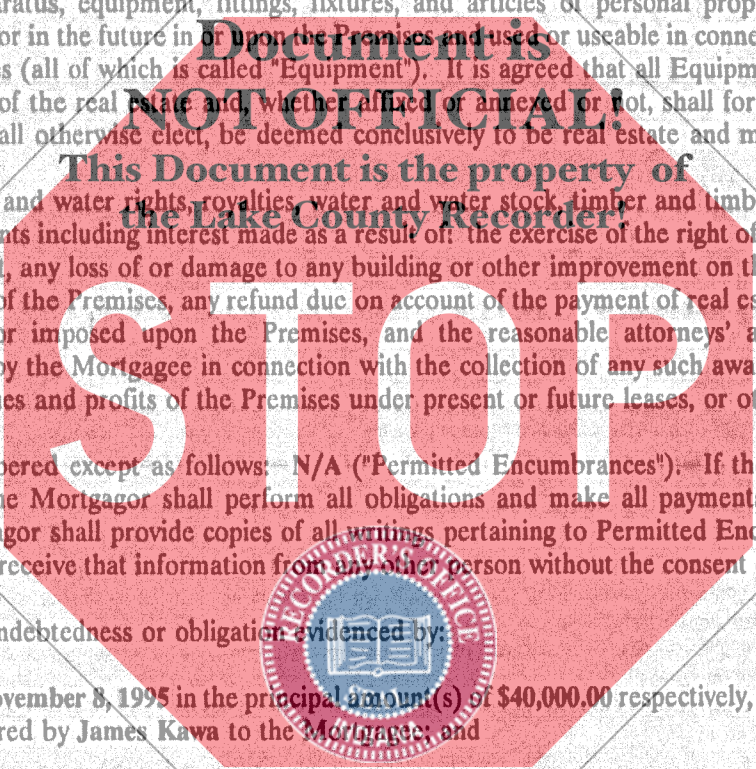 aratus, equipment, fittings, fixtures, and articles of personal prop
or in the future in or upon the Premises and used or useable in conne
Document is
s (all of which is called "Equipment"). It is agreed that all Equipm
of the real estate and, whether affixed or annexed or not, shall for
NOT OFFICIAL!
all otherwise elect, be deemed conclusively to be real estate and m
This Document is the property of
and water rights, royalties, water and water stock, timber and timb
the Lake County Recorder!
nts including interest made as a result of: the exercise of the right of
t, any loss of or damage to any building or other improvement on t
of the Premises, any refund due on account of the payment of real es
or imposed upon the Premises, and the reasonable attorneys' a
by the Mortgagee in connection with the collection of any such awa
ues and profits of the Premises under present or future leases, or ot
STOP
bered except as follows: N/A ("Permitted Encumbrances"). If th
he Mortgagor shall perform all obligations and make all payment
agor shall provide copies of all writings pertaining to Permitted Enc
receive that information from any other person without the consent
RECORDER'S OFFICE
ndebtedness or obligation evidenced by:
ovember 8, 1995 in the principal amount(s) of $40,000.00 respectively,
red by James Kawa to the Mortgagee; and